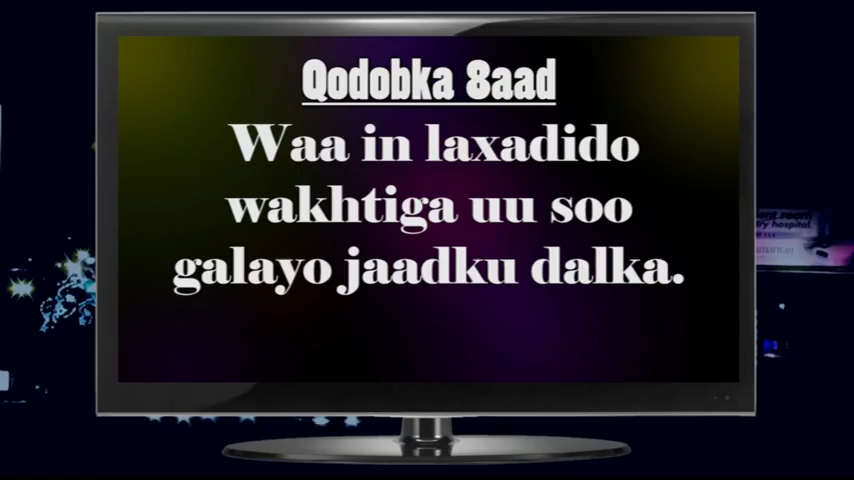 Qodobka 8aad
Waa in laxadido
wakhtiga uu soo
galayo jaadku dalka.